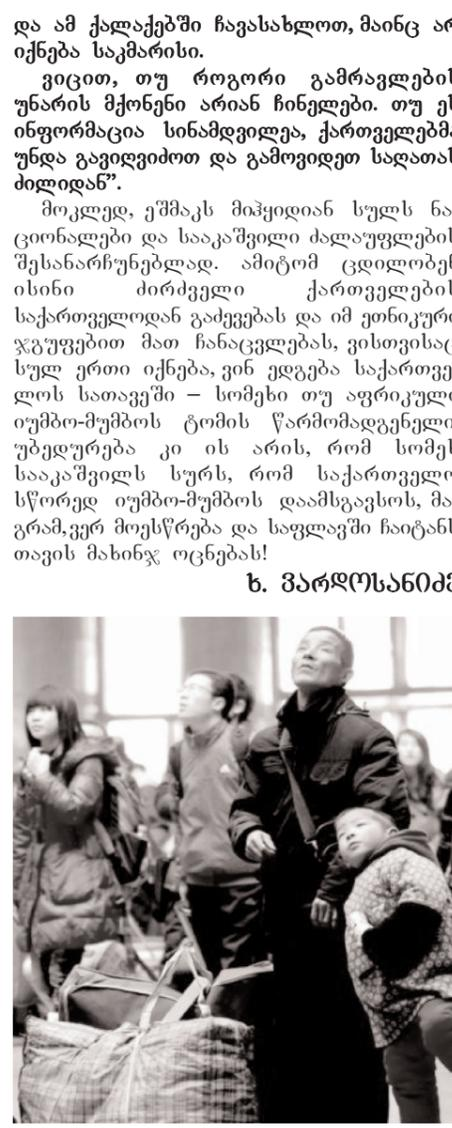 და ამ ქალაქებში ჩავასახლოთ, მაინც არ
იქნება საკმარისი.
ვიცით, თუ როგორი გამრავლების
უნარის მქონენი არიან ჩინელები. თუ ეს
ინფორმაცია სინამდვილეა, ქართველებმა
უნდა გავიღვიძოთ და გამოვიდეთ საღათას
ძილიდან”.
მოკლედ, ეშმაკს მიჰყიდიან სულს ნა-
ციონალები და სააკაშვილი ძალაუფლების
შესანარჩუნებლად. ამიტომ ცდილობენ
ისინი ძირძველი ქართველების
საქართველოდან გაძევებას და იმ ეთნიკური
ჯგუფებით მათ ჩანაცვლებას, ვისთვისაც
სულ ერთი იქნება, ვინ ედგება საქართვე-
ლოს სათავეში – სომეხი თუ აფრიკული
იუმბო-მუმბოს ტომის წარმომადგენელი.
უბედურება კი ის არის, რომ სომეხ
სააკაშვილს სურს, რომ საქართველო
სწორედ იუმბო-მუმბოს დაამსგავსოს, მა-
გრამ,ვერ მოესწრება და საფლავში ჩაიტანს
თავის მახინჯ ოცნებას!
ხ. ვარდოსანიძე